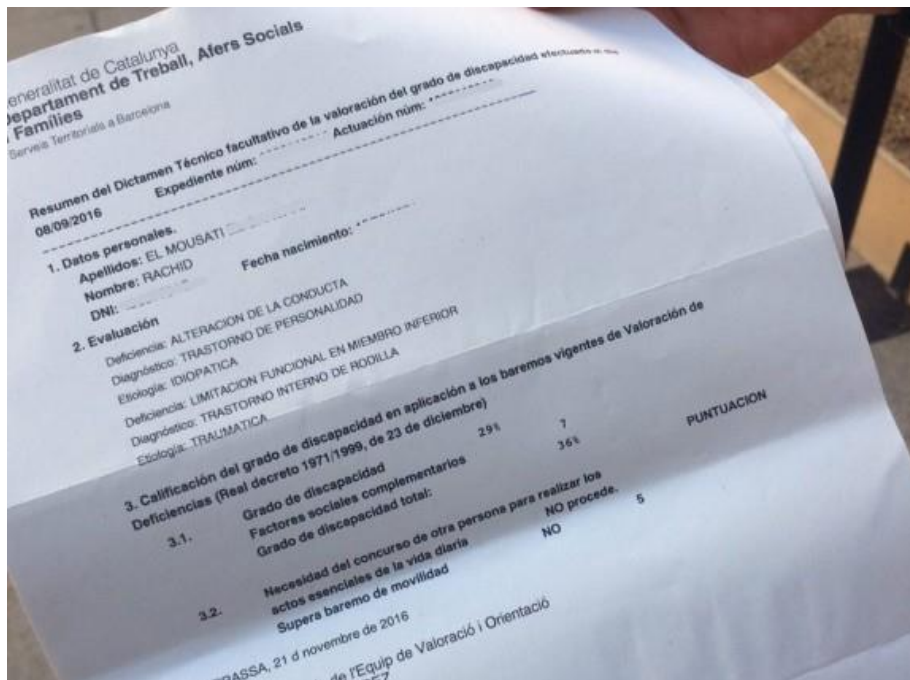 eneralitat de Catalunya
Departament de Treball, Afers Socials
i Famílies
Serveis Territorials a Barcelona
Resumen del Dictamen Técnico facultativo de la valoración del grado de discapacidad efectuado el día
08/09/2016 Expediente núm: Actuación núm:
1. Datos personales.
Apellidos: EL MOUSATI
Nombre: RACHID
DNI: Fecha nacimiento:
2. Evaluación
Deficiencia: ALTERACION DE LA CONDUCTA
Diagnóstico: TRASTORNO DE PERSONALIDAD
Etiología: IDIOPATICA
Deficiencia: LIMITACION FUNCIONAL EN MIEMBRO INFERIOR
Diagnóstico: TRASTORNO INTERNO DE RODILLA
Etiología: TRAUMATICA
3. Calificación del grado de discapacidad en aplicación a los baremos vigentes de Valoración de
Deficiencias (Real decreto 1971/1999, de 23 de diciembre)
PUNTUACION
3.1. Grado de discapacidad 29%
Factores sociales complementarios 7
Grado de discapacidad total: 36%
3.2. Necesidad del concurso de otra persona para realizar los
actos esenciales de la vida diaria NO procede.
Supera baremo de movilidad NO 5
RASSA, 21 d novembre de 2016
de l'Equip de Valoració i Orientació